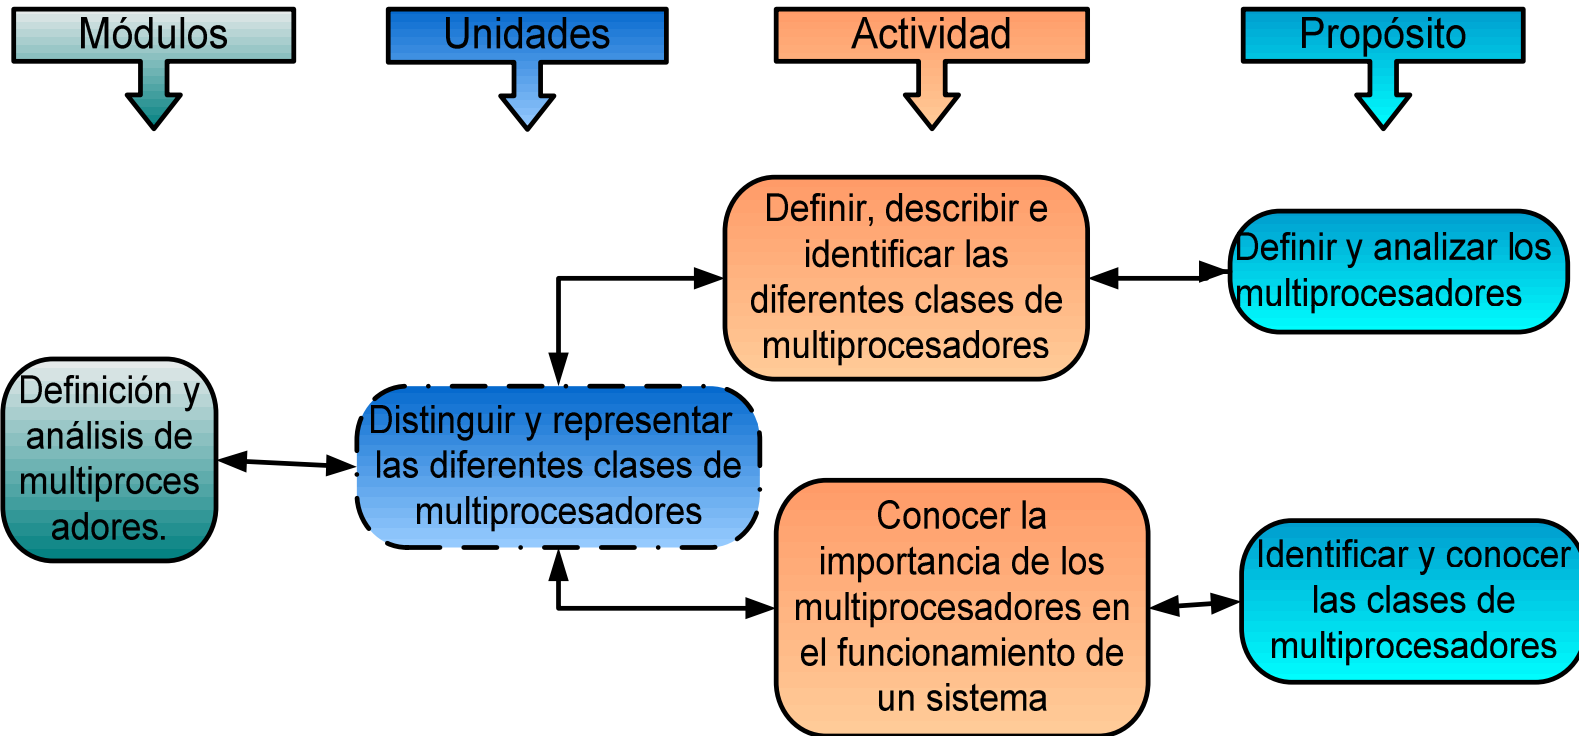 Módulos
Unidades
Actividad
Propósito
Definición y
análisis de
multiproces
adores.
Distinguir y representar
las diferentes clases de
multiprocesadores
Definir, describir e
identificar las
diferentes clases de
multiprocesadores
Definir y analizar los
multiprocesadores
Conocer la
importancia de los
multiprocesadores en
el funcionamiento de
un sistema
Identificar y conocer
las clases de
multiprocesadores